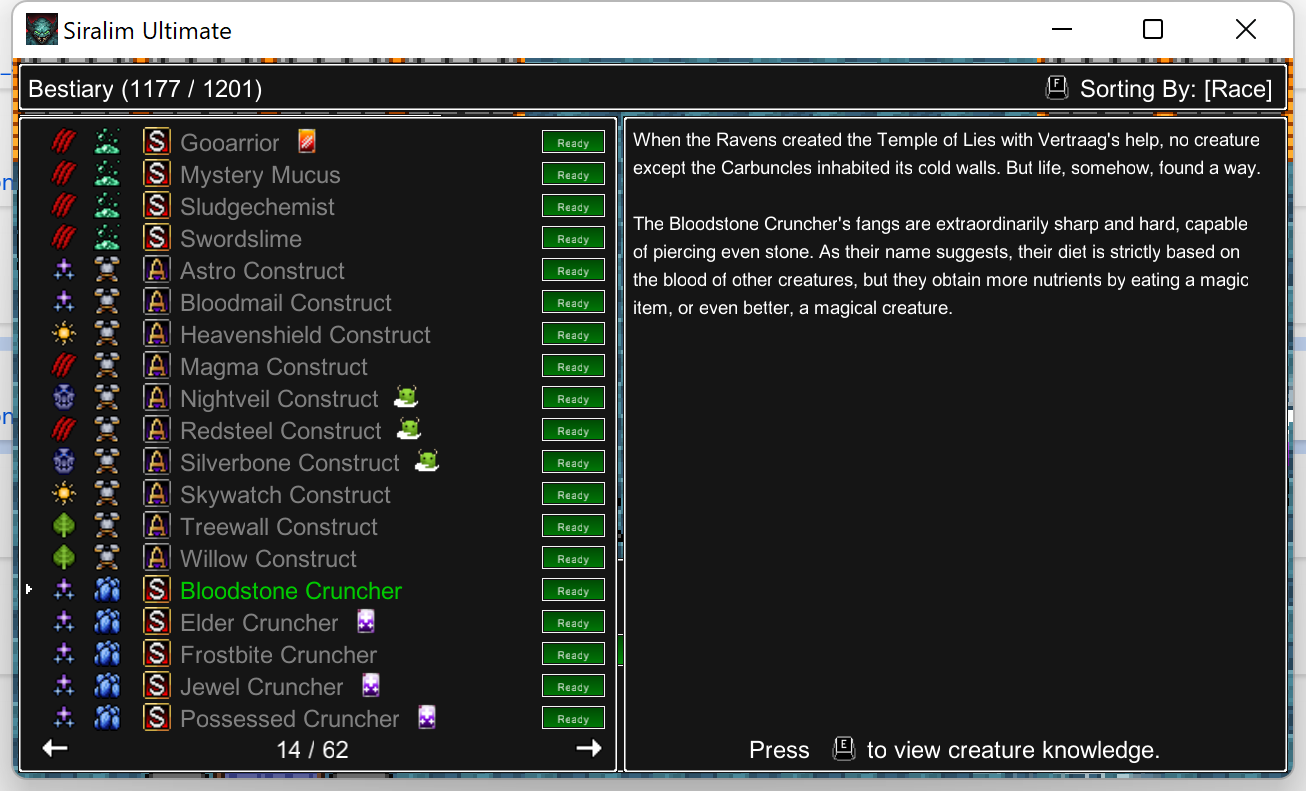 Siralim Ultimate
Bestiary (1177 / 1201)
F Sorting By: [Race]
S Gooarrior Ready
S Mystery Mucus Ready
S Sludgechemist Ready
S Swordslime Ready
A Astro Construct Ready
A Bloodmail Construct Ready
A Heavenshield Construct Ready
A Magma Construct Ready
A Nightveil Construct Ready
A Redsteel Construct Ready
A Silverbone Construct Ready
A Skywatch Construct Ready
A Treewall Construct Ready
A Willow Construct Ready
S Bloodstone Cruncher Ready
S Elder Cruncher Ready
S Frostbite Cruncher Ready
S Jewel Cruncher Ready
S Possessed Cruncher Ready
14 / 62
When the Ravens created the Temple of Lies with Vertraag's help, no creature
except the Carbuncles inhabited its cold walls. But life, somehow, found a way.
The Bloodstone Cruncher's fangs are extraordinarily sharp and hard, capable
of piercing even stone. As their name suggests, their diet is strictly based on
the blood of other creatures, but they obtain more nutrients by eating a magic
item, or even better, a magical creature.
Press E to view creature knowledge.